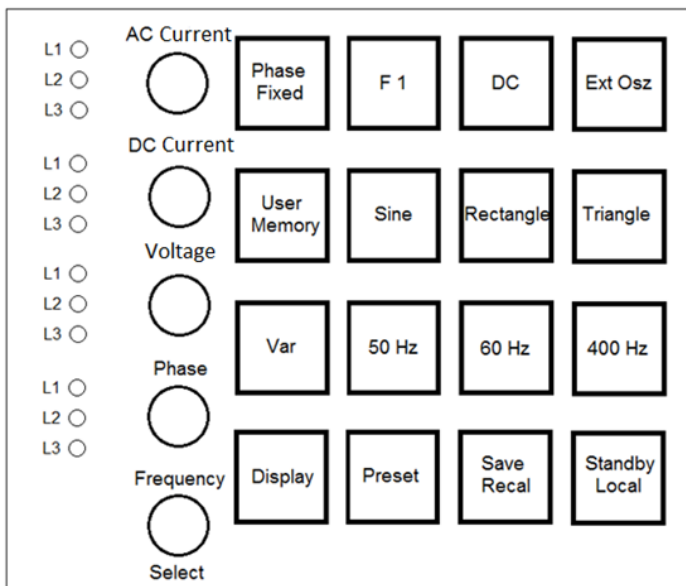 AC Current
L1
L2
L3
Phase
Fixed
F 1
DC
Ext Osz
DC Current
L1
L2
L3
User
Memory
Sine
Rectangle
Triangle
Voltage
L1
L2
L3
Var
50 Hz
60 Hz
400 Hz
Phase
L1
L2
L3
Display
Preset
Save
Recal
Standby
Local
Frequency
Select